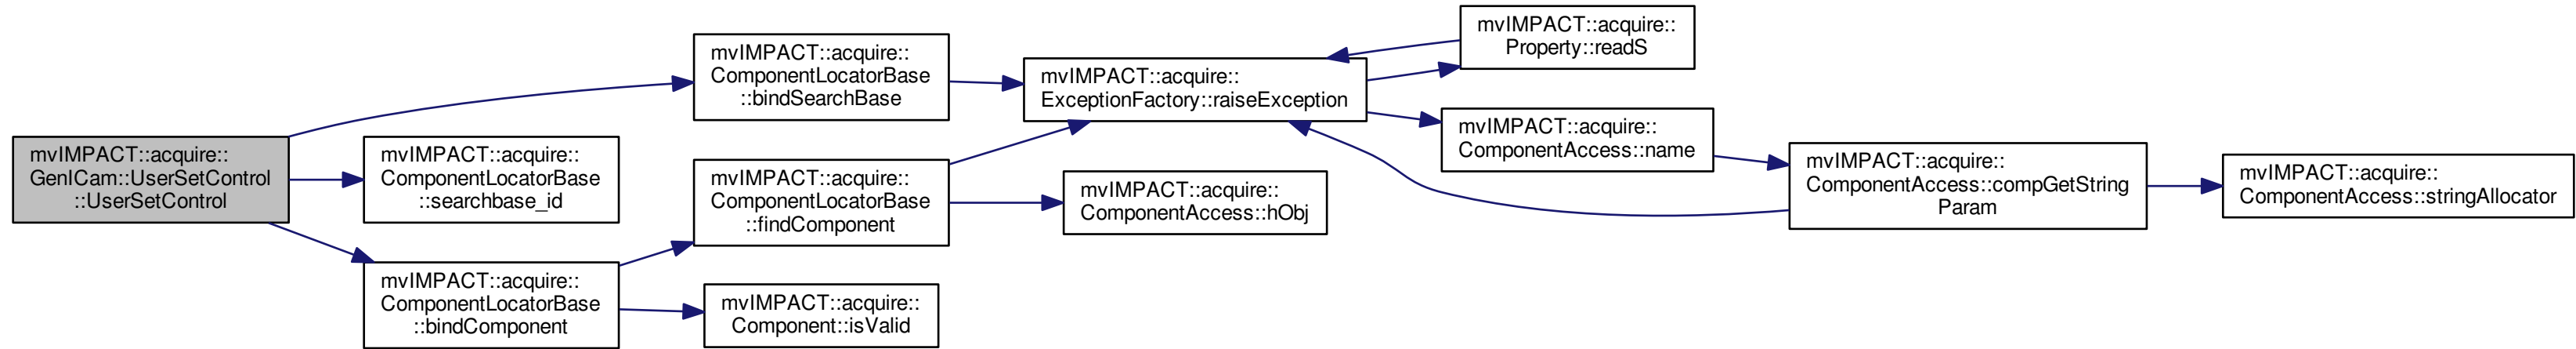 mvIMPACT::acquire::
GenICam::UserSetControl
::UserSetControl
mvIMPACT::acquire::
ComponentLocatorBase
::bindSearchBase
mvIMPACT::acquire::
ComponentLocatorBase
::searchbase_id
mvIMPACT::acquire::
ComponentLocatorBase
::bindComponent
mvIMPACT::acquire::
ComponentLocatorBase
::findComponent
mvIMPACT::acquire::
Component::isValid
mvIMPACT::acquire::
ExceptionFactory::raiseException
mvIMPACT::acquire::
ComponentAccess::hObj
mvIMPACT::acquire::
Property::readS
mvIMPACT::acquire::
ComponentAccess::name
mvIMPACT::acquire::
ComponentAccess::compGetString
Param
mvIMPACT::acquire::
ComponentAccess::stringAllocator